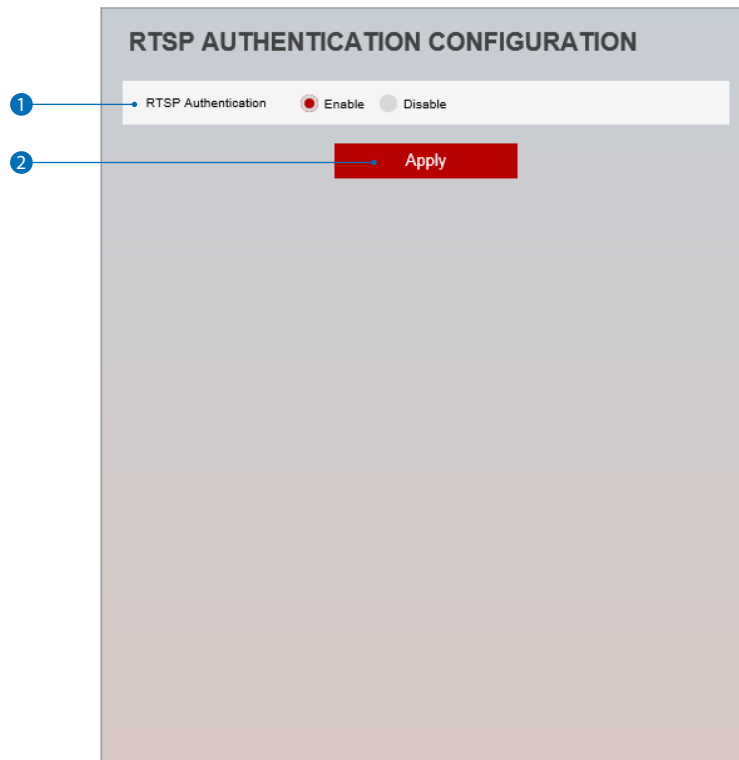 RTSP AUTHENTICATION CONFIGURATION
1 RTSP Authentication Enable Disable
2 Apply